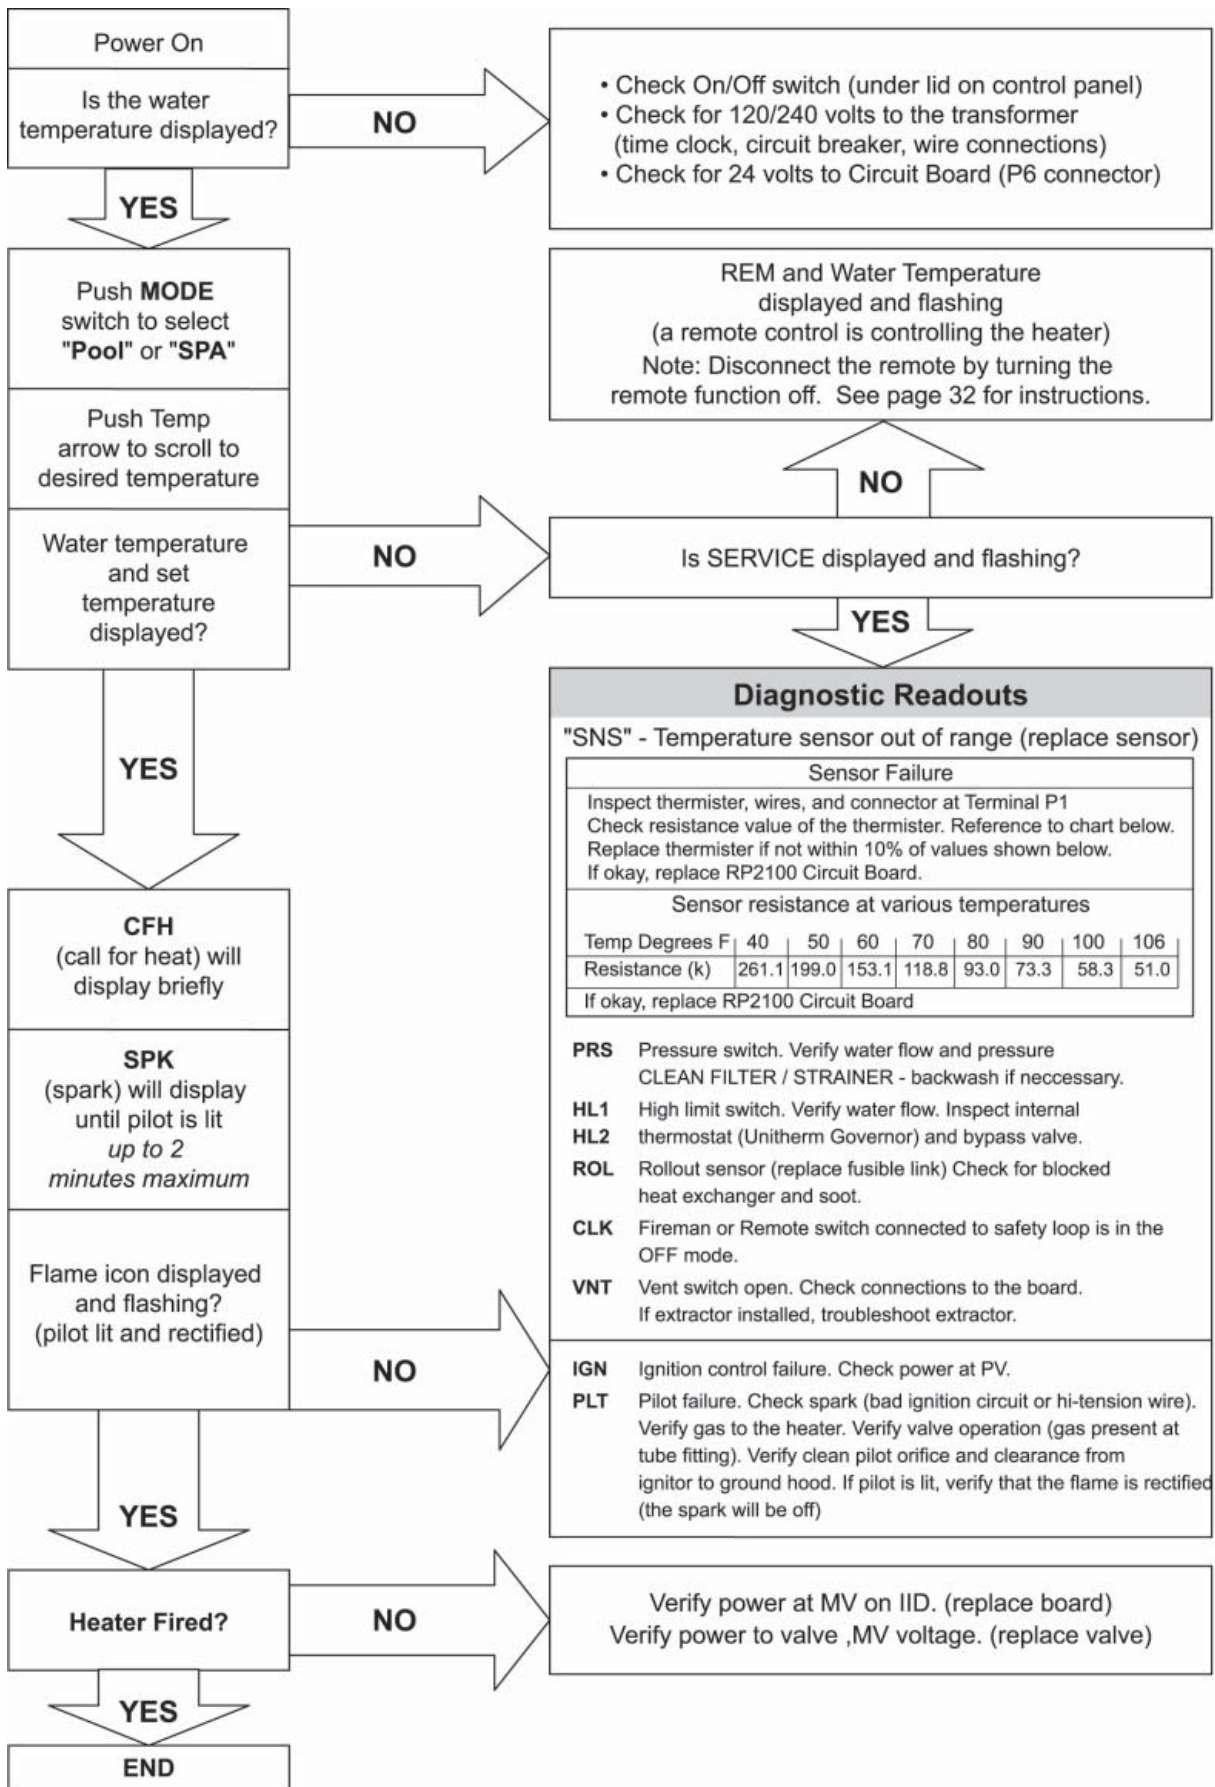 Power On
Is the water
temperature displayed?
NO
• Check On/Off switch (under lid on control panel)
• Check for 120/240 volts to the transformer
(time clock, circuit breaker, wire connections)
• Check for 24 volts to Circuit Board (P6 connector)
YES
Push MODE
switch to select
"Pool" or "SPA"
Push Temp
arrow to scroll to
desired temperature
Water temperature
and set
temperature
displayed?
NO
Is SERVICE displayed and flashing?
NO
REM and Water Temperature
displayed and flashing
(a remote control is controlling the heater)
Note: Disconnect the remote by turning the
remote function off. See page 32 for instructions.
YES
Diagnostic Readouts
"SNS" - Temperature sensor out of range (replace sensor)
Sensor Failure
Inspect thermister, wires, and connector at Terminal P1
Check resistance value of the thermister. Reference to chart below.
Replace thermister if not within 10% of values shown below.
If okay, replace RP2100 Circuit Board.
Sensor resistance at various temperatures
Temp Degrees F 40 50 60 70 80 90 100 106
Resistance (k) 261.1 199.0 153.1 118.8 93.0 73.3 58.3 51.0
If okay, replace RP2100 Circuit Board
PRS Pressure switch. Verify water flow and pressure
CLEAN FILTER / STRAINER - backwash if neccessary.
HL1 High limit switch. Verify water flow. Inspect internal
HL2 thermostat (Unitherm Governor) and bypass valve.
ROL Rollout sensor (replace fusible link) Check for blocked
heat exchanger and soot.
CLK Fireman or Remote switch connected to safety loop is in the
OFF mode.
VNT Vent switch open. Check connections to the board.
If extractor installed, troubleshoot extractor.
IGN Ignition control failure. Check power at PV.
PLT Pilot failure. Check spark (bad ignition circuit or hi-tension wire).
Verify gas to the heater. Verify valve operation (gas present at
tube fitting). Verify clean pilot orifice and clearance from
ignitor to ground hood. If pilot is lit, verify that the flame is rectified
(the spark will be off)
YES
CFH
(call for heat) will
display briefly
SPK
(spark) will display
until pilot is lit
up to 2
minutes maximum
Flame icon displayed
and flashing?
(pilot lit and rectified)
NO
YES
Heater Fired?
NO
Verify power at MV on IID. (replace board)
Verify power to valve ,MV voltage. (replace valve)
YES
END